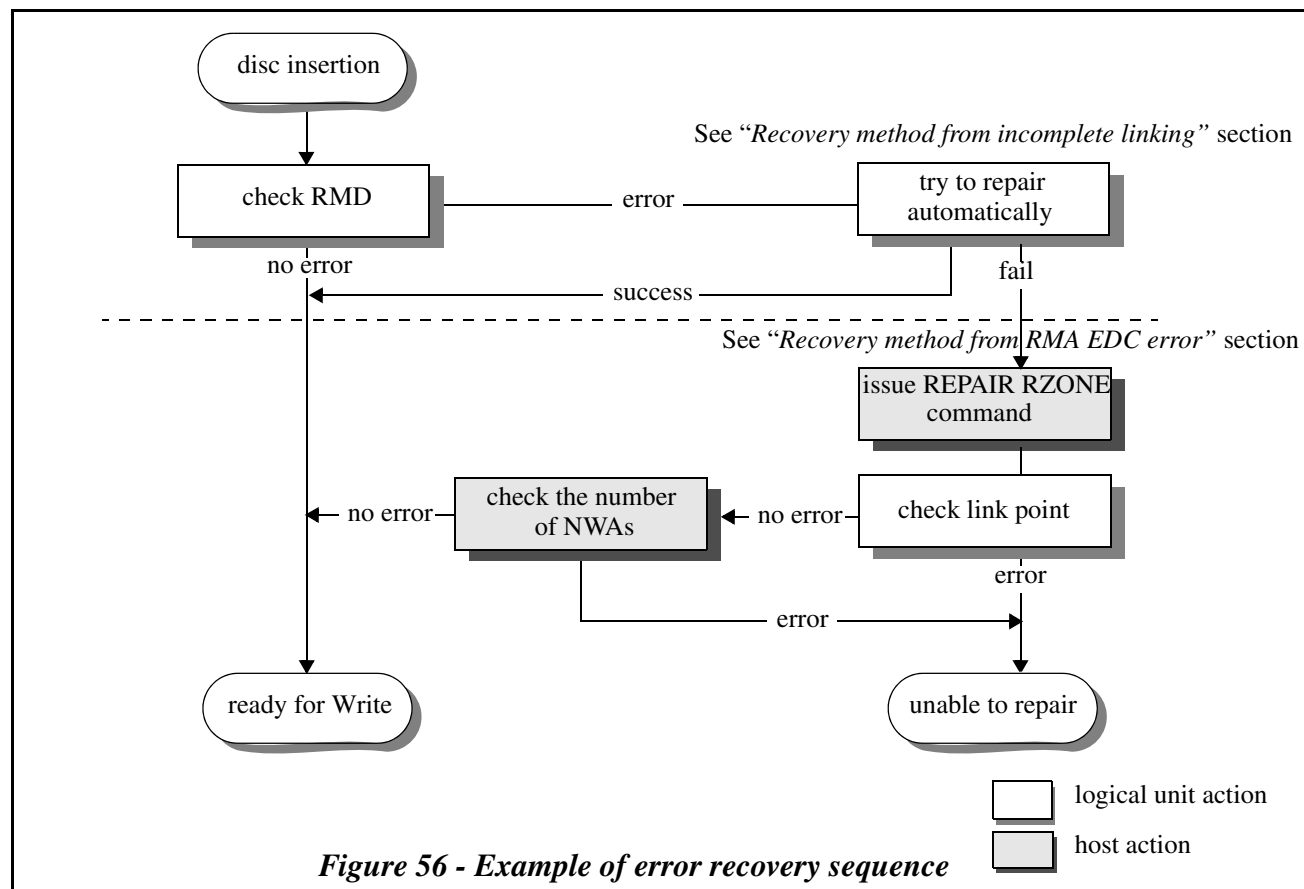 disc insertion
See “Recovery method from incomplete linking” section
check RMD
error
try to repair
automatically
no error
fail
success
See “Recovery method from RMA EDC error” section
issue REPAIR RZONE
command
check the number
of NWAs
no error
no error
check link point
error
error
ready for Write
unable to repair
logical unit action
host action
Figure 56 - Example of error recovery sequence